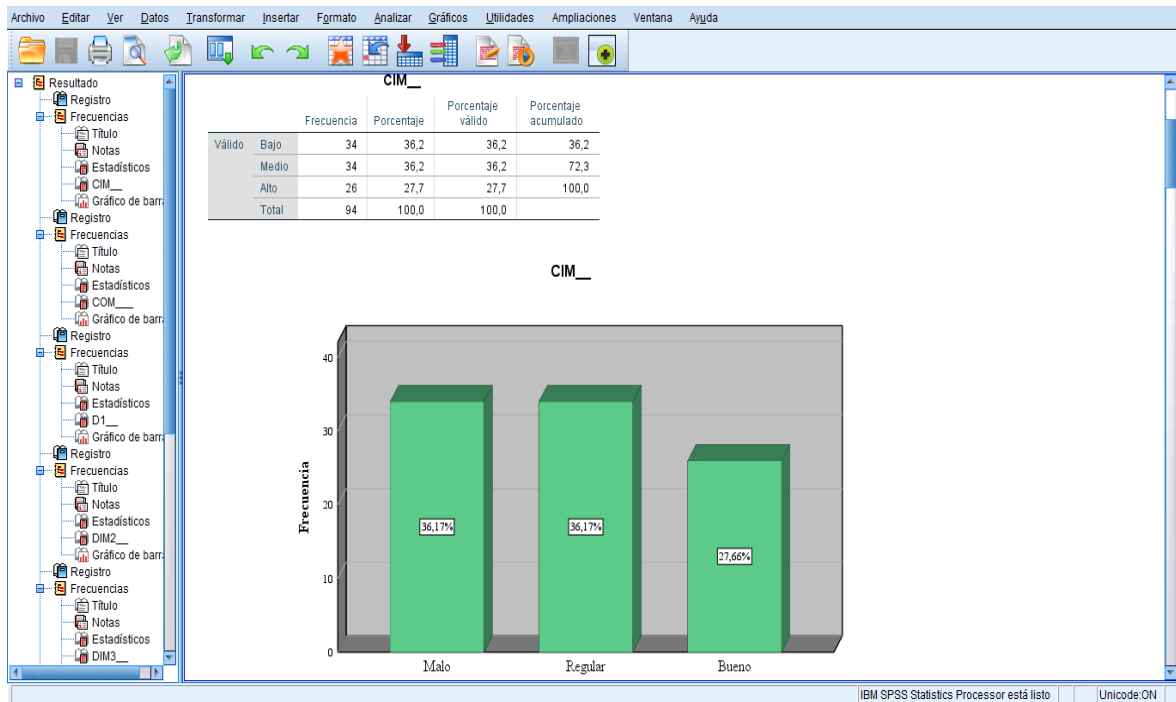 Archivo Editar Ver Datos Transformar Insertar Formato Analizar Gráficos Utilidades Ampliaciones Ventana Ayuda
Resultado
Registro
Frecuencias
Título
Notas
Estadísticos
CIM__
Gráfico de barra
Registro
Frecuencias
Título
Notas
Estadísticos
COM___
Gráfico de barra
Registro
Frecuencias
Título
Notas
Estadísticos
D1__
Gráfico de barra
Registro
Frecuencias
Título
Notas
Estadísticos
DIM2__
Gráfico de barra
Registro
Frecuencias
Título
Notas
Estadísticos
DIM3__
CIM__
Frecuencia Porcentaje Porcentaje válido Porcentaje acumulado
Válido Bajo 34 36,2 36,2 36,2
Medio 34 36,2 36,2 72,3
Alto 26 27,7 27,7 100,0
Total 94 100,0 100,0
CIM__
Frecuencia
40
30
20
10
0
36,17% 36,17% 27,66%
Malo Regular Bueno
IBM SPSS Statistics Processor está listo Unicode:ON